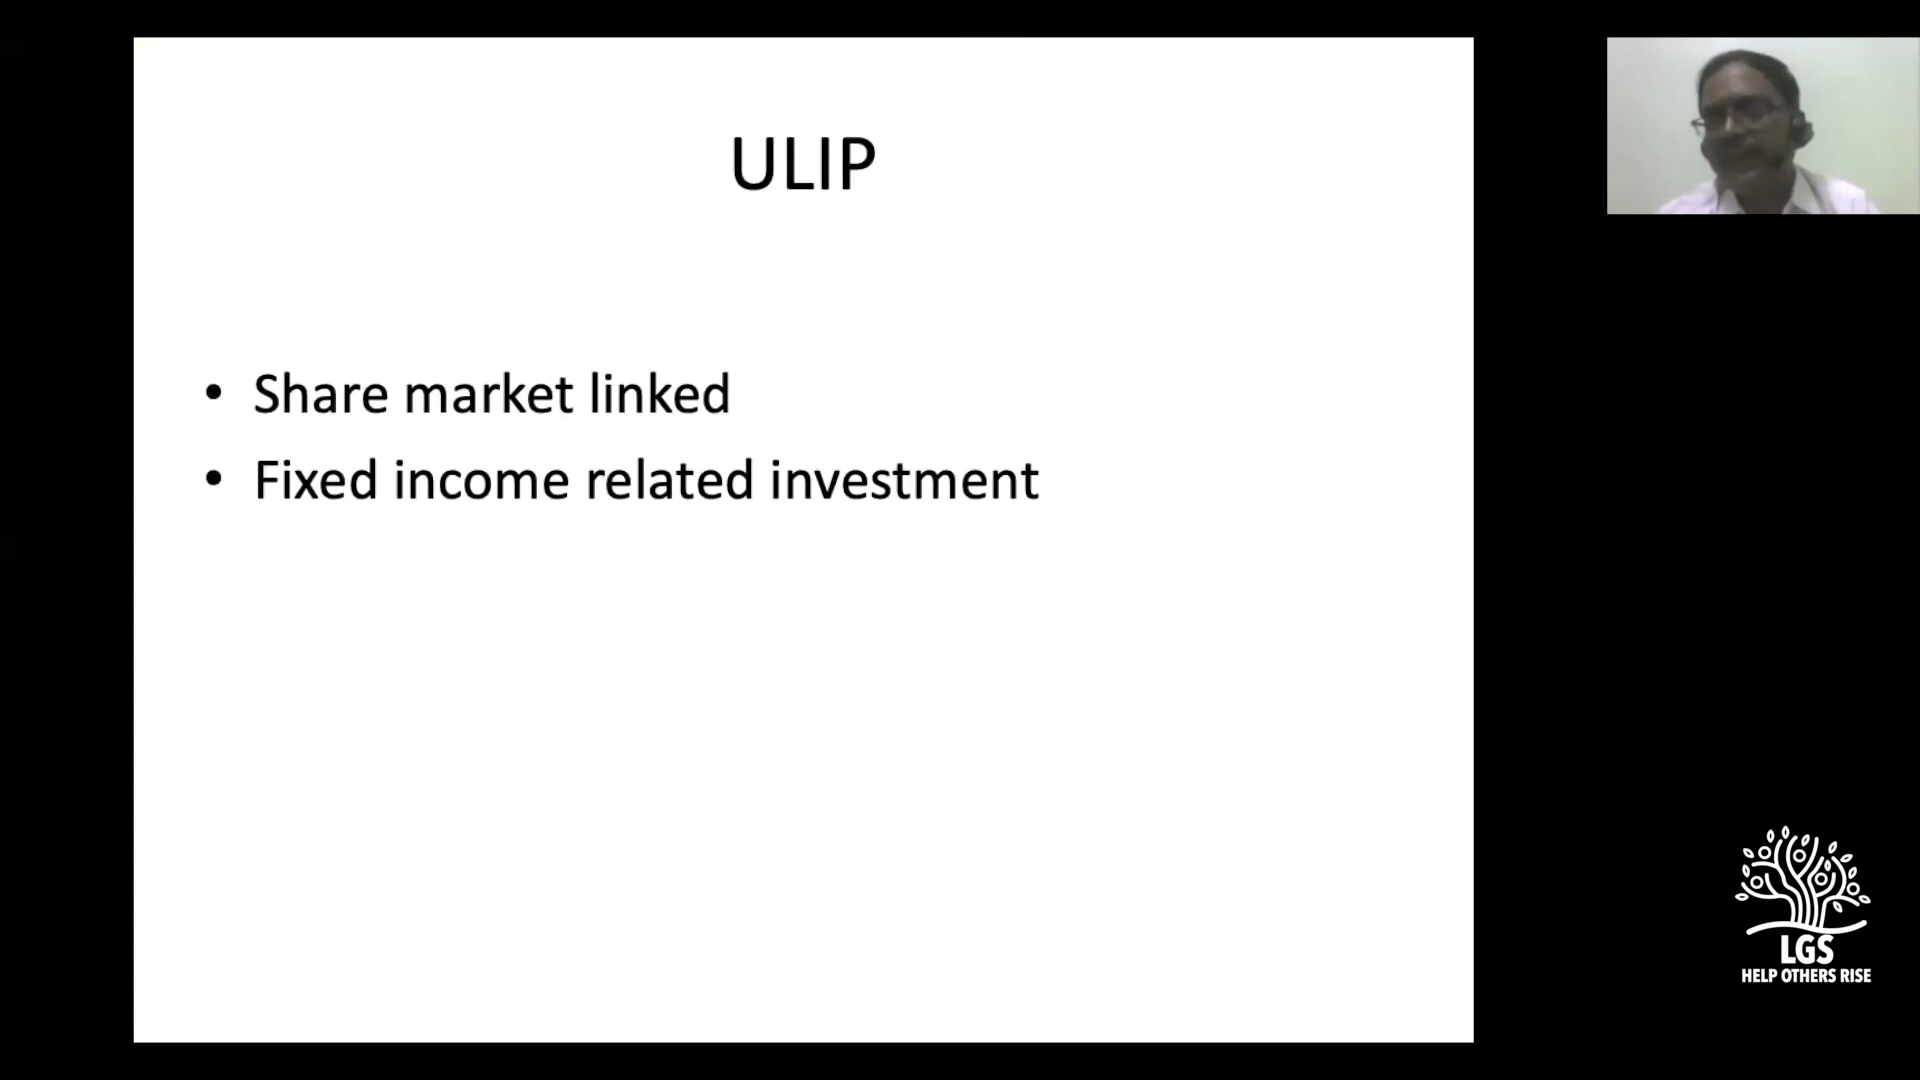 ULIP
• Share market linked
• Fixed income related investment
LGS
HELP OTHERS RISE